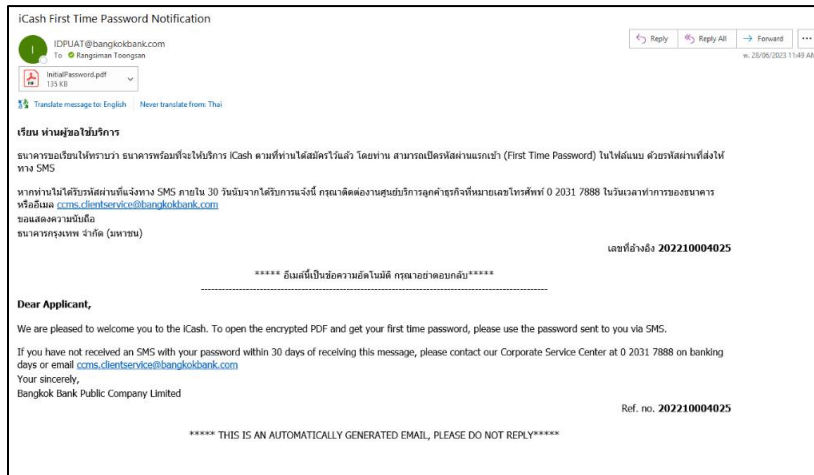 iCash First Time Password Notification
I
IDPUAT@bangkokbank.com
To Rangsiman Toongsan
Reply
Reply All
Forward
พ. 28/06/2023 11:49 AM
InitialPassword.pdf
135 KB
Translate message to: English
Never translate from: Thai
เรียน ท่านผู้ขอใช้บริการ
ธนาคารขอเรียนให้ทราบว่า ธนาคารพร้อมที่จะให้บริการ iCash ตามที่ท่านได้สมัครไว้แล้ว โดยท่าน สามารถเปิดรหัสผ่านแรกเข้า (First Time Password) ในไฟล์แนบ ด้วยรหัสผ่านที่ส่งให้
ทาง SMS
หากท่านไม่ได้รับรหัสผ่านที่แจ้งทาง SMS ภายใน 30 วันนับจากได้รับการแจ้งนี้ กรุณาติดต่องานศูนย์บริการลูกค้าธุรกิจที่หมายเลขโทรศัพท์ 0 2031 7888 ในวันเวลาทำการของธนาคาร
หรืออีเมล ccms.clientservice@bangkokbank.com
ขอแสดงความนับถือ
ธนาคารกรุงเทพ จำกัด (มหาชน)
เลขที่อ้างอิง 202210004025
***** อีเมล์นี้เป็นข้อความอัตโนมัติ กรุณาอย่าตอบกลับ*****
Dear Applicant,
We are pleased to welcome you to the iCash. To open the encrypted PDF and get your first time password, please use the password sent to you via SMS.
If you have not received an SMS with your password within 30 days of receiving this message, please contact our Corporate Service Center at 0 2031 7888 on banking
days or email ccms.clientservice@bangkokbank.com
Your sincerely,
Bangkok Bank Public Company Limited
Ref. no. 202210004025
***** THIS IS AN AUTOMATICALLY GENERATED EMAIL, PLEASE DO NOT REPLY*****